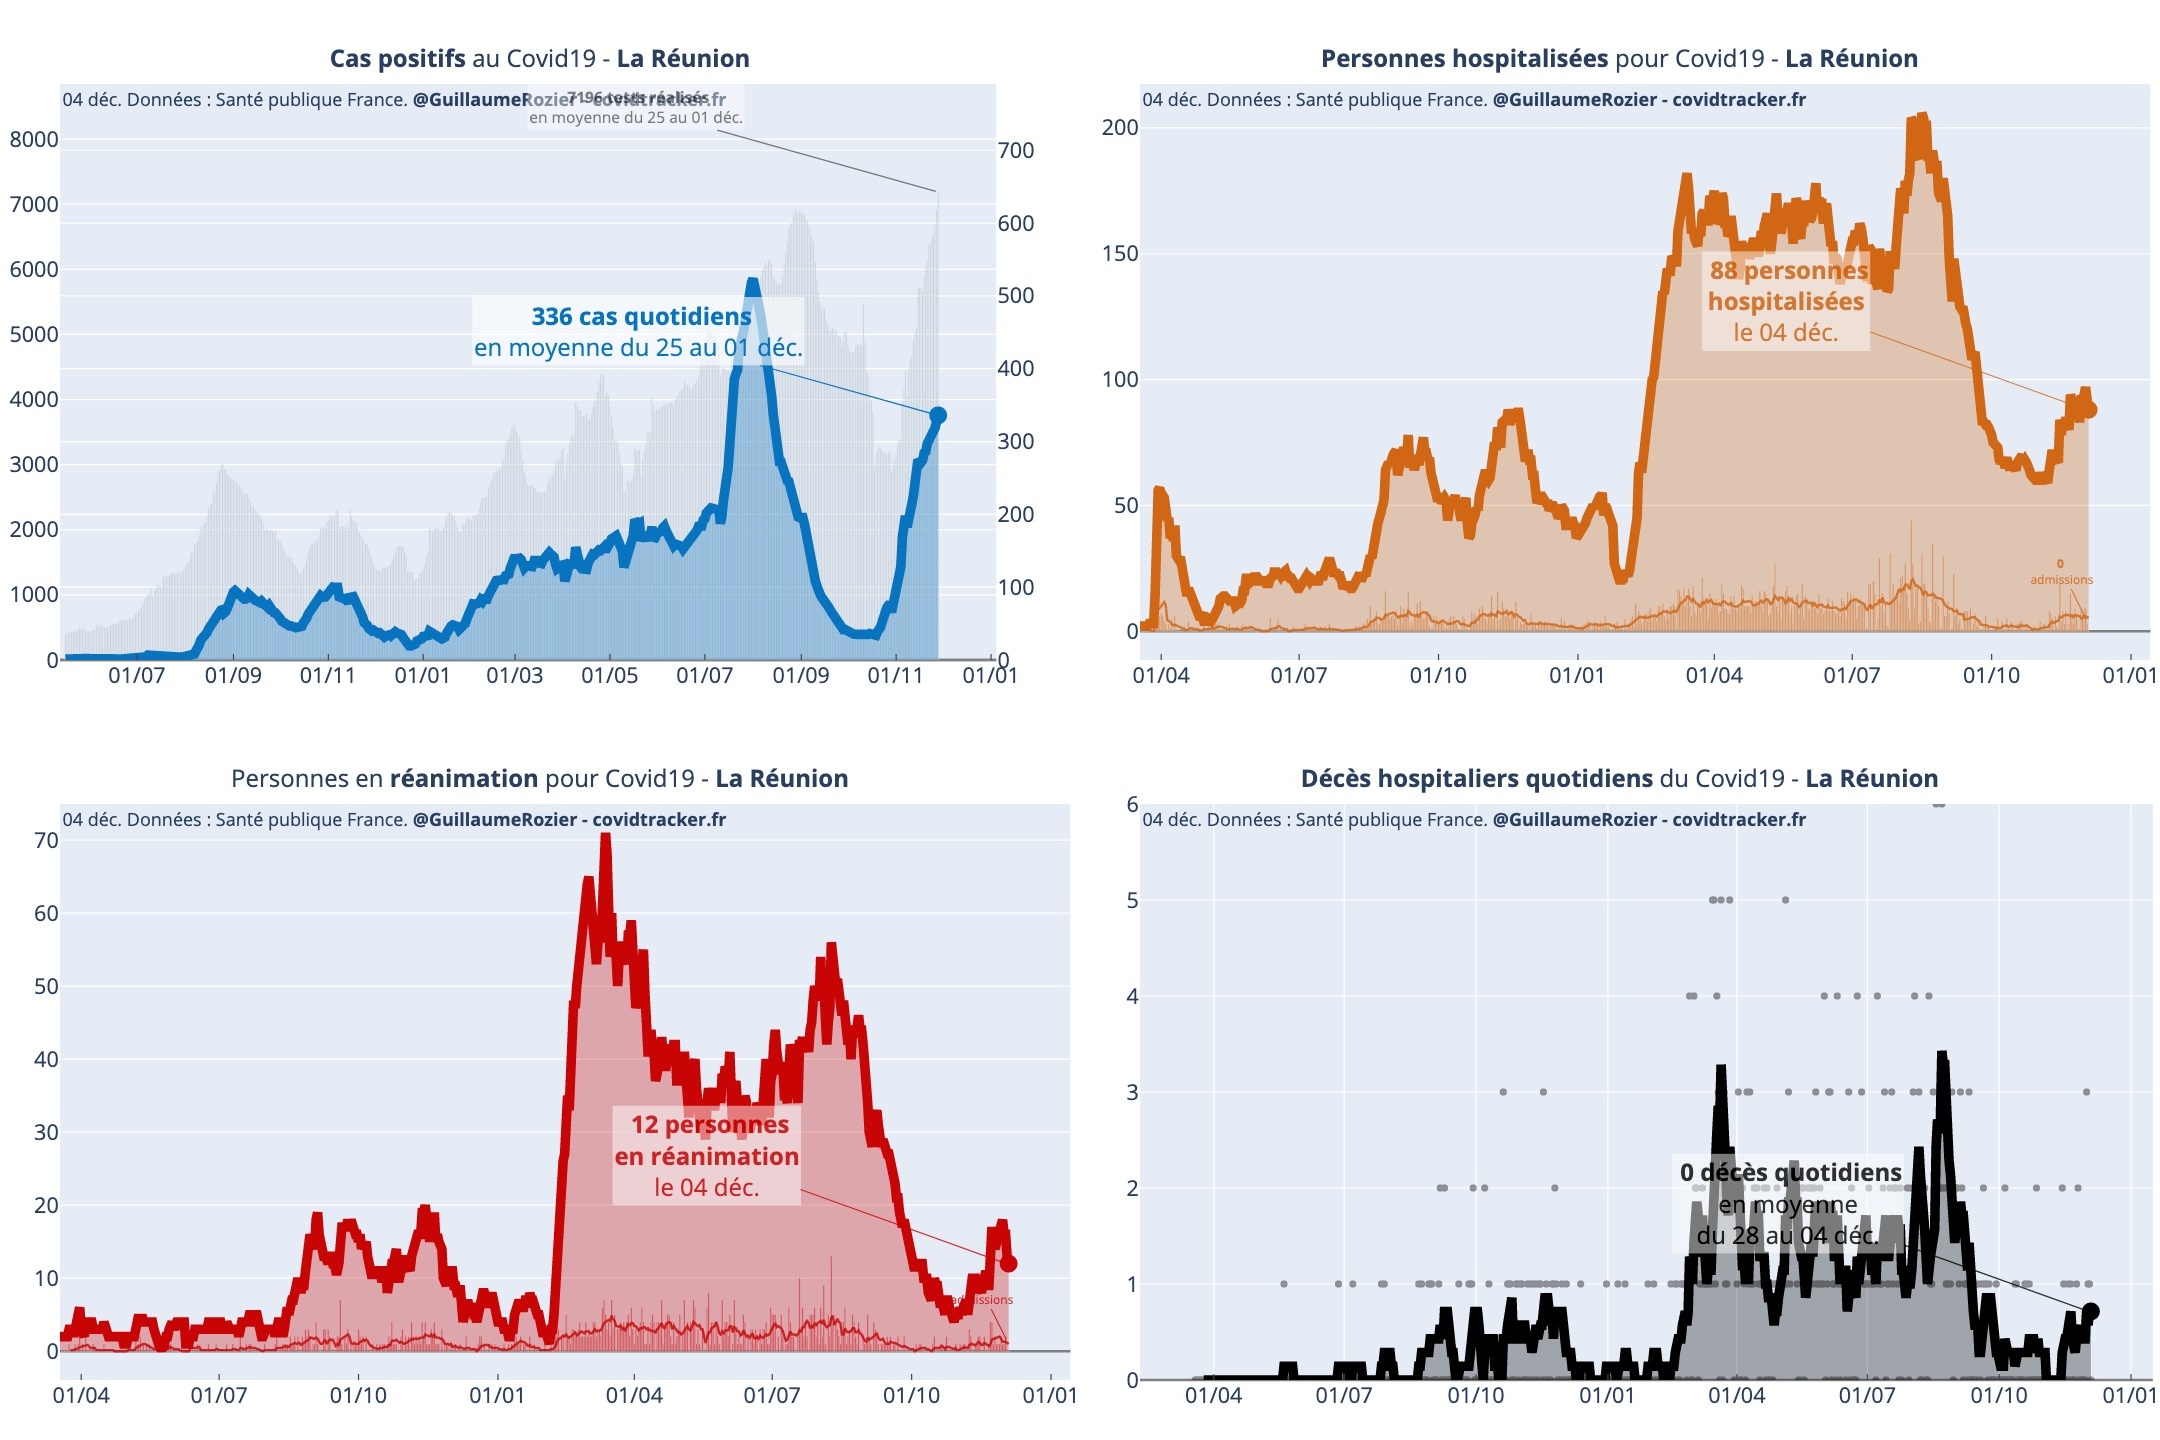 Cas positifs au Covid19 - La Réunion
04 déc. Données : Santé publique France. @GuillaumeRozier - covidtracker.fr
7196 tests réalisés
en moyenne du 25 au 01 déc.
336 cas quotidiens
en moyenne du 25 au 01 déc.
8000
7000
6000
5000
4000
3000
2000
1000
0
700
600
500
400
300
200
100
0
01/07 01/09 01/11 01/01 01/03 01/05 01/07 01/09 01/11 01/01
Personnes hospitalisées pour Covid19 - La Réunion
04 déc. Données : Santé publique France. @GuillaumeRozier - covidtracker.fr
88 personnes
hospitalisées
le 04 déc.
0
admissions
200
150
100
50
0
01/04 01/07 01/10 01/01 01/04 01/07 01/10 01/01
Personnes en réanimation pour Covid19 - La Réunion
04 déc. Données : Santé publique France. @GuillaumeRozier - covidtracker.fr
12 personnes
en réanimation
le 04 déc.
admissions
70
60
50
40
30
20
10
0
01/04 01/07 01/10 01/01 01/04 01/07 01/10 01/01
Décès hospitaliers quotidiens du Covid19 - La Réunion
04 déc. Données : Santé publique France. @GuillaumeRozier - covidtracker.fr
0 décès quotidiens
en moyenne
du 28 au 04 déc.
6
5
4
3
2
1
0
01/04 01/07 01/10 01/01 01/04 01/07 01/10 01/01